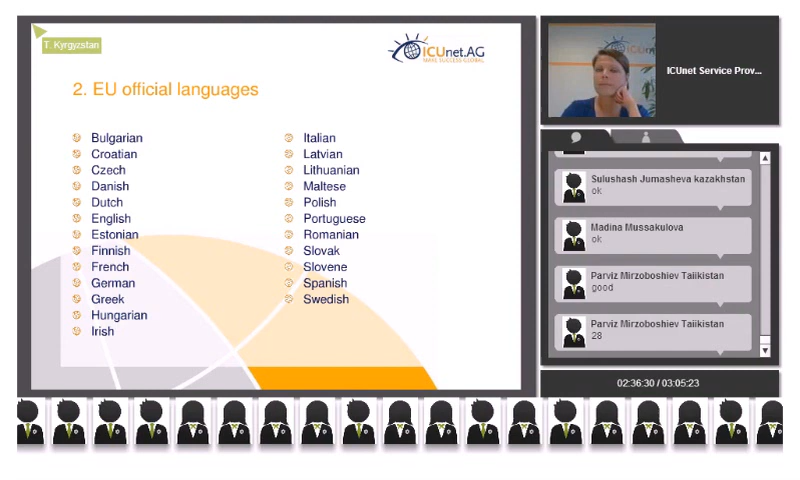 T. Kyrgyzstan
ICUnet.AG
MAKE SUCCESS GLOBAL.
2. EU official languages
Bulgarian
Croatian
Czech
Danish
Dutch
English
Estonian
Finnish
French
German
Greek
Hungarian
Irish
Italian
Latvian
Lithuanian
Maltese
Polish
Portuguese
Romanian
Slovak
Slovene
Spanish
Swedish
ICUnet Service Prov...
Sulushash Jumasheva kazakhstan
ok
Madina Mussakulova
ok
Parviz Mirzoboshiev Taiikistan
good
Parviz Mirzoboshiev Taiikistan
28
02:36:30 / 03:05:23